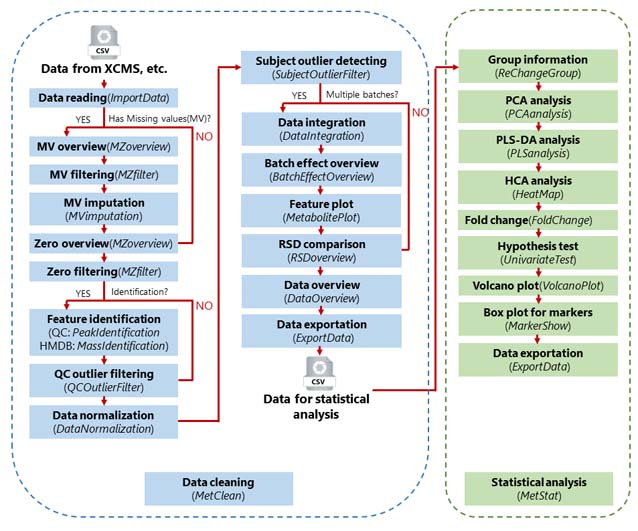 CSV
Data from XCMS, etc.
Data reading(ImportData)
YES
Has Missing values(MV)?
NO
MV overview(MZoverview)
MV filtering(MZfilter)
MV imputation
(MVimputation)
Zero overview(MZoverview)
Zero filtering(MZfilter)
YES
Identification?
NO
Feature identification
(QC: PeakIdentification
HMDB: MassIdentification)
QC outlier filtering
(QCOutlierFilter)
Data normalization
(DataNormalization)
Subject outlier detecting
(SubjectOutlierFilter)
YES
Multiple batches?
NO
Data integration
(DataIntegration)
Batch effect overview
(BatchEffectOverview)
Feature plot
(MetabolitePlot)
RSD comparison
(RSDoverview)
Data overview
(DataOverview)
Data exportation
(ExportData)
CSV
Data for statistical
analysis
Data cleaning
(MetClean)
Group information
(ReChangeGroup)
PCA analysis
(PCAanalysis)
PLS-DA analysis
(PLSanalysis)
HCA analysis
(HeatMap)
Fold change(FoldChange)
Hypothesis test
(UnivariateTest)
Volcano plot(VolcanoPlot)
Box plot for markers
(MarkerShow)
Data exportation
(ExportData)
Statistical analysis
(MetStat)